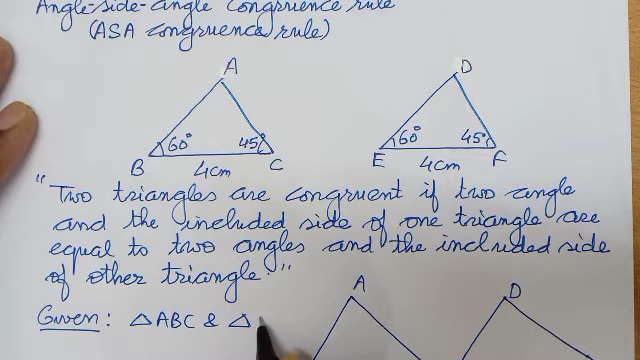 Angle-side-angle congruence rule
(ASA congruence rule)
A D
60° 45° 60° 45°
B 4cm C E 4cm F
"Two triangles are congruent if two angle
and the included side of one triangle are
equal to two angles and the included side
of other triangle."
A D
Given: △ABC & △